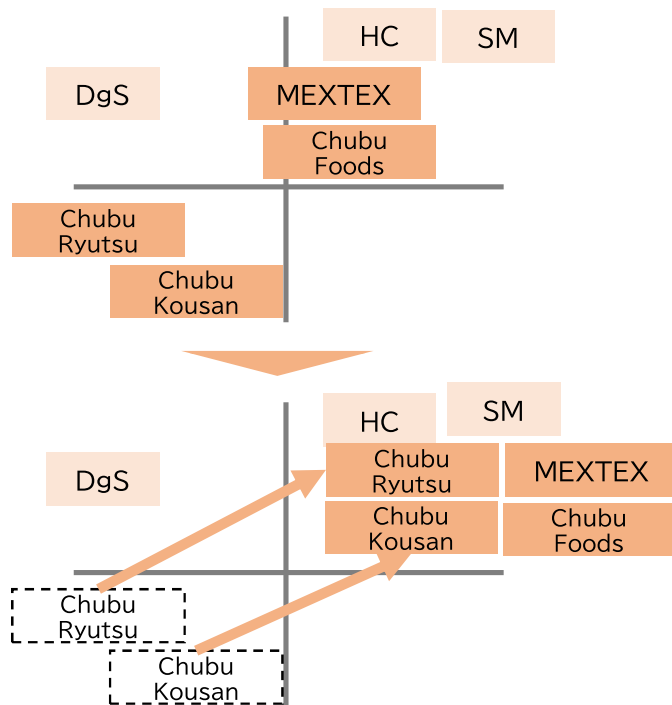 HC
SM
DgS
MEXTEX
Chubu
Foods
Chubu
Ryutsu
Chubu
Kousan
HC
SM
DgS
Chubu
Ryutsu
MEXTEX
Chubu
Kousan
Chubu
Foods
Chubu
Ryutsu
Chubu
Kousan